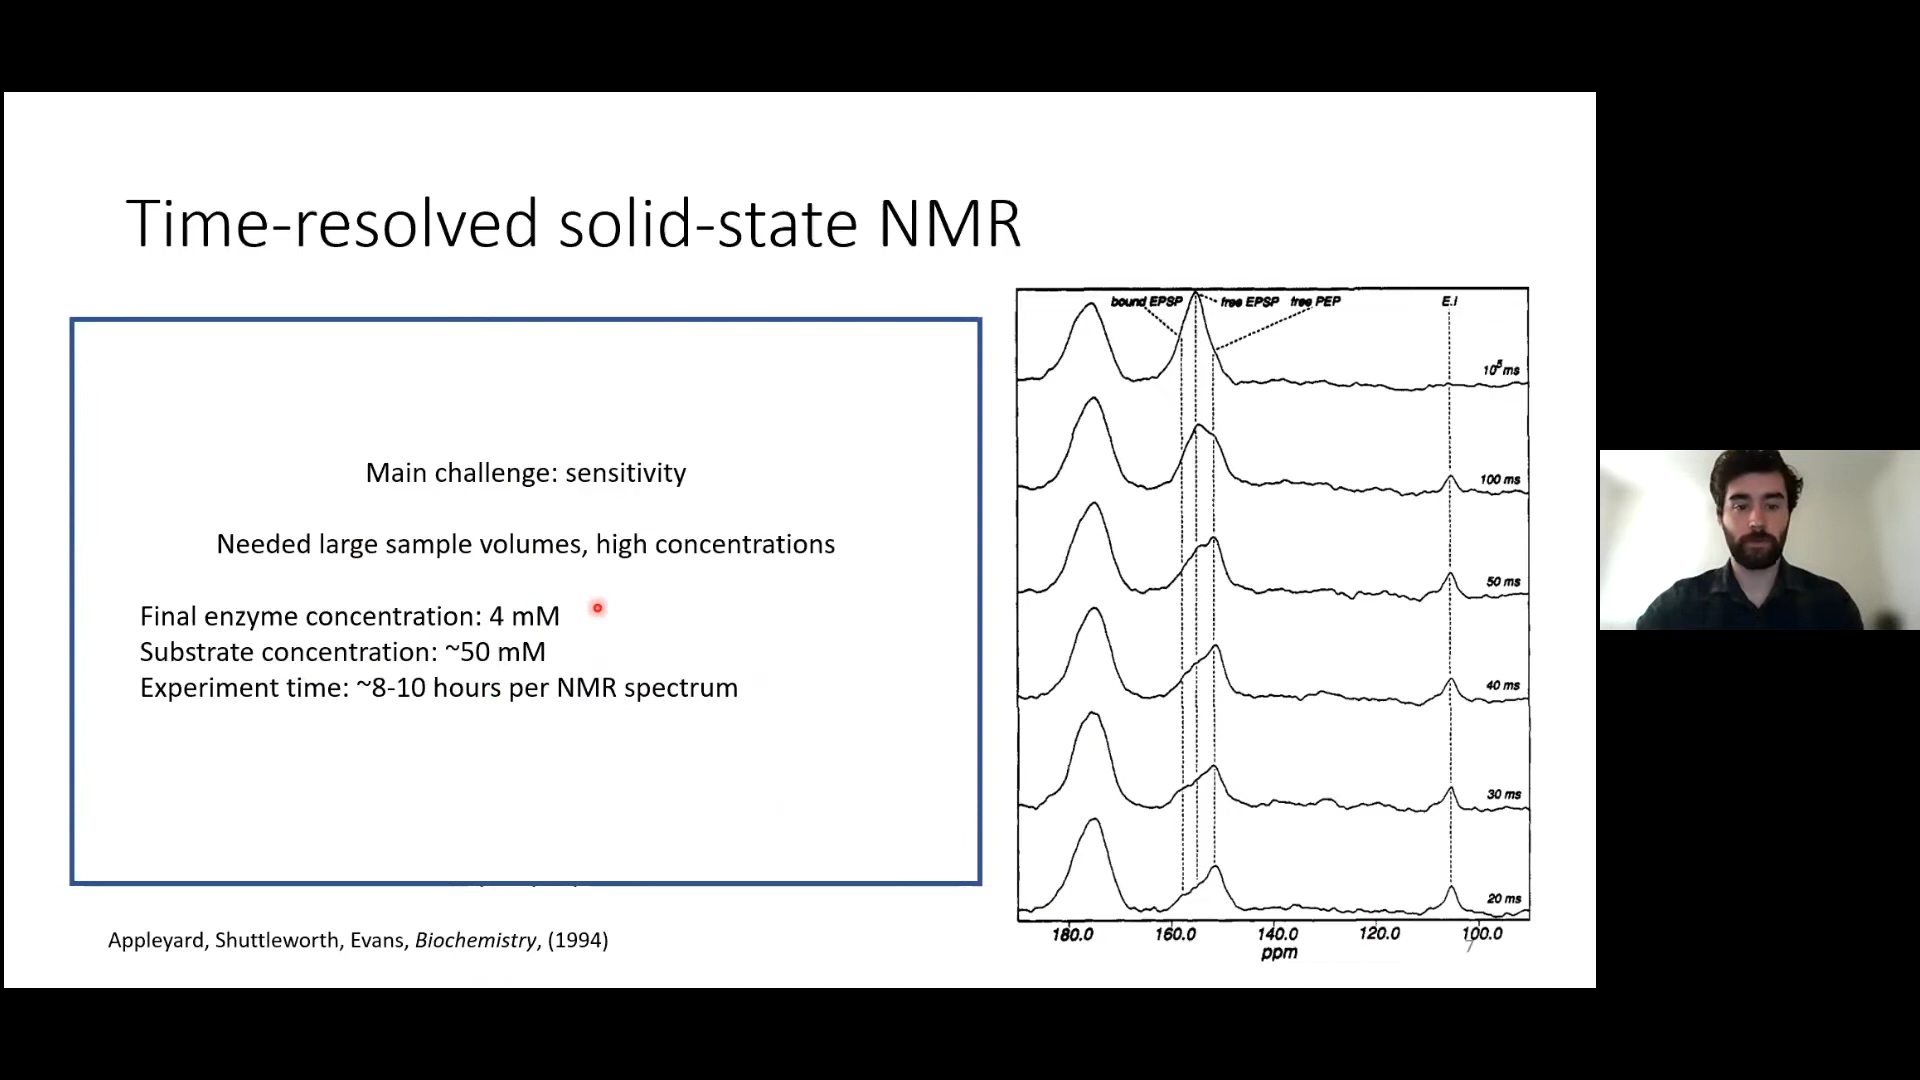 Time-resolved solid-state NMR
Main challenge: sensitivity
Needed large sample volumes, high concentrations
Final enzyme concentration: 4 mM
Substrate concentration: ~50 mM
Experiment time: ~8-10 hours per NMR spectrum
Appleyard, Shuttleworth, Evans, Biochemistry, (1994)
bound EPSP free EPSP free PEP E.I
10⁵ ms
100 ms
50 ms
40 ms
30 ms
20 ms
180.0 160.0 140.0 120.0 100.0
ppm
7